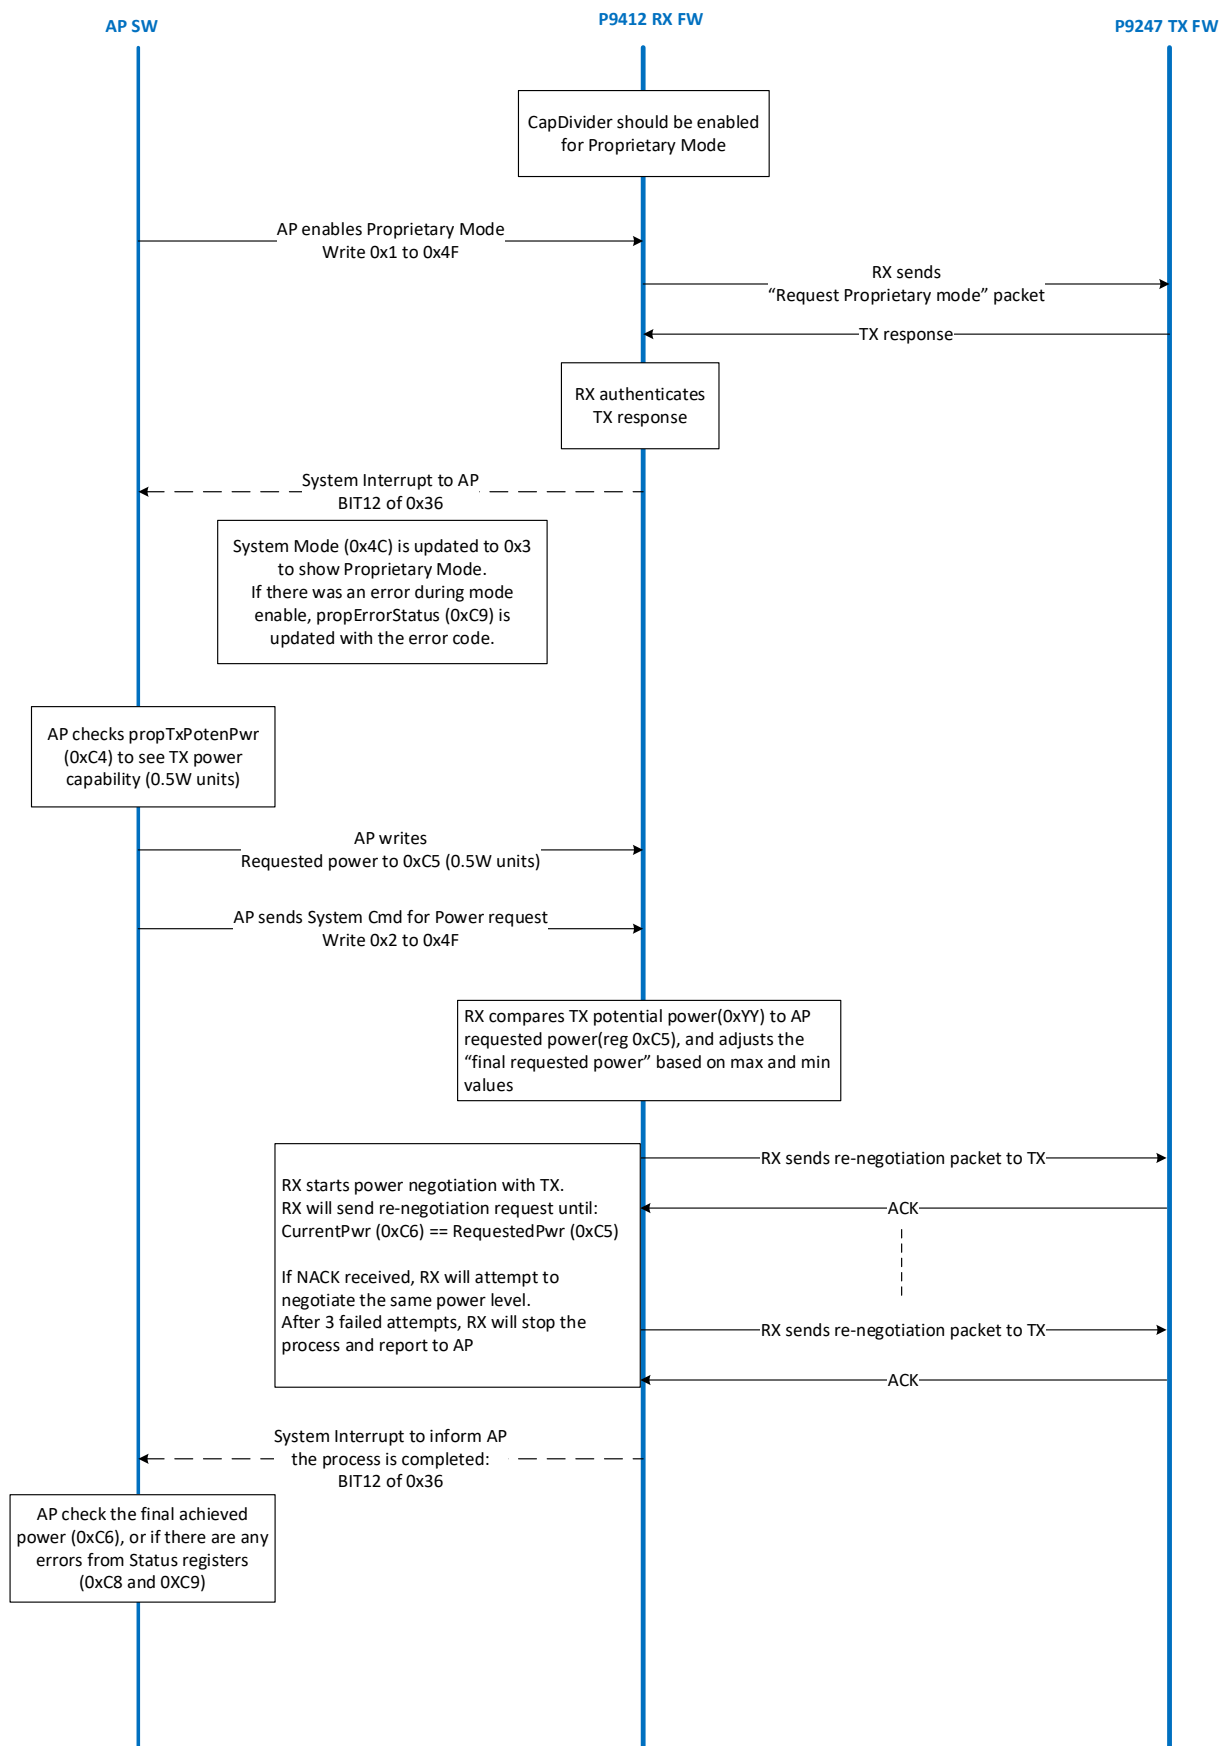 AP SW
P9412 RX FW
P9247 TX FW
CapDivider should be enabled
for Proprietary Mode
AP enables Proprietary Mode
Write 0x1 to 0x4F
RX sends
“Request Proprietary mode” packet
TX response
RX authenticates
TX response
System Interrupt to AP
BIT12 of 0x36
System Mode (0x4C) is updated to 0x3
to show Proprietary Mode.
If there was an error during mode
enable, propErrorStatus (0xC9) is
updated with the error code.
AP checks propTxPotenPwr
(0xC4) to see TX power
capability (0.5W units)
AP writes
Requested power to 0xC5 (0.5W units)
AP sends System Cmd for Power request
Write 0x2 to 0x4F
RX compares TX potential power(0xYY) to AP
requested power(reg 0xC5), and adjusts the
“final requested power” based on max and min
values
RX sends re-negotiation packet to TX
RX starts power negotiation with TX.
RX will send re-negotiation request until:
CurrentPwr (0xC6) == RequestedPwr (0xC5)
ACK
If NACK received, RX will attempt to
negotiate the same power level.
After 3 failed attempts, RX will stop the
process and report to AP
RX sends re-negotiation packet to TX
ACK
System Interrupt to inform AP
the process is completed:
BIT12 of 0x36
AP check the final achieved
power (0xC6), or if there are any
errors from Status registers
(0xC8 and 0XC9)